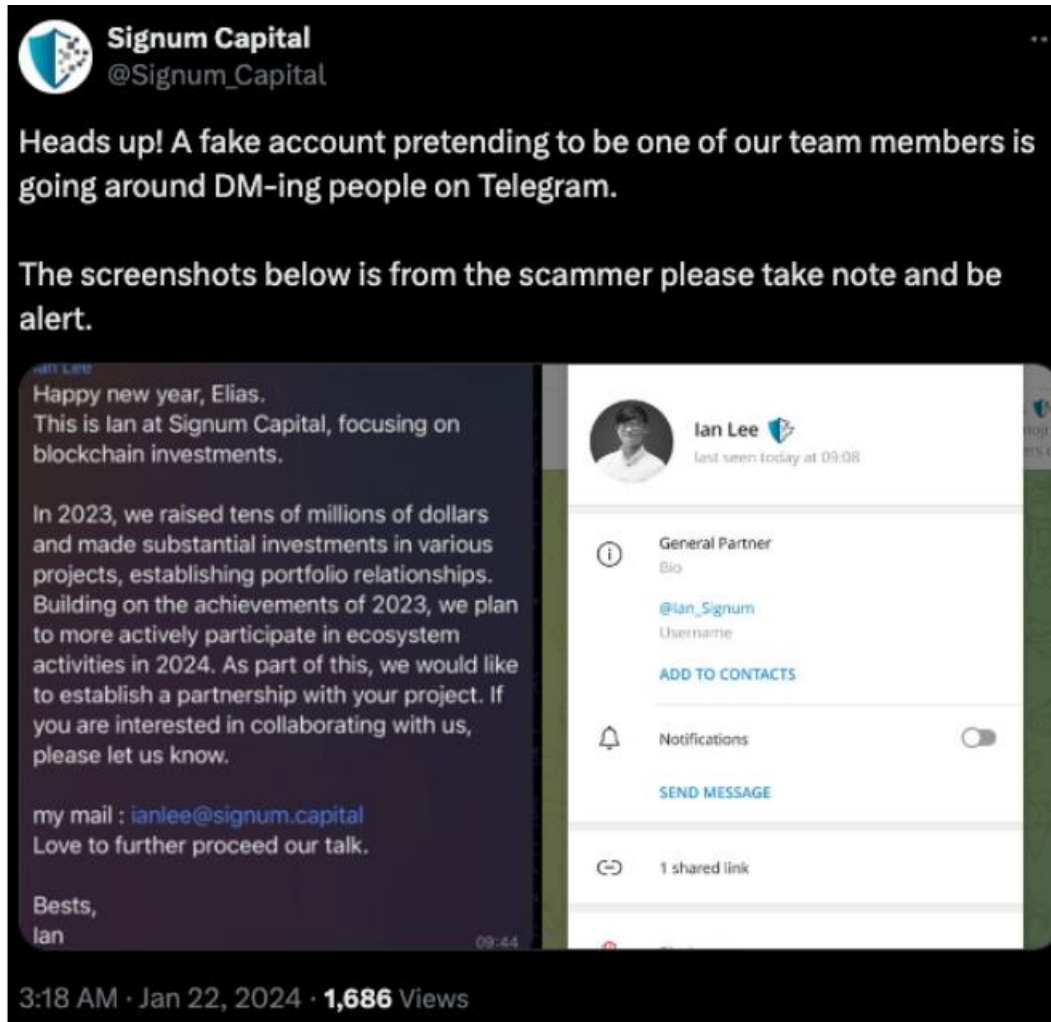 Signum Capital
@Signum_Capital
Heads up! A fake account pretending to be one of our team members is
going around DM-ing people on Telegram.
The screenshots below is from the scammer please take note and be
alert.
Ian Lee
Happy new year, Elias.
This is Ian at Signum Capital, focusing on
blockchain investments.
In 2023, we raised tens of millions of dollars
and made substantial investments in various
projects, establishing portfolio relationships.
Building on the achievements of 2023, we plan
to more actively participate in ecosystem
activities in 2024. As part of this, we would like
to establish a partnership with your project. If
you are interested in collaborating with us,
please let us know.
my mail : ianlee@signum.capital
Love to further proceed our talk.
Bests,
Ian
09:44
Ian Lee
last seen today at 09:08
General Partner
Bio
@Ian_Signum
Username
ADD TO CONTACTS
Notifications
SEND MESSAGE
1 shared link
3:18 AM · Jan 22, 2024 · 1,686 Views